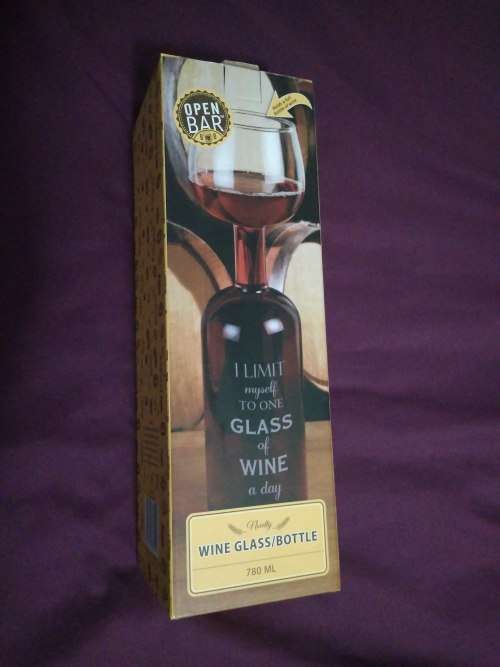 OPEN
BAR
I LIMIT
myself
TO ONE
GLASS
of
WINE
a day
Novelty
WINE GLASS/BOTTLE
780 ML